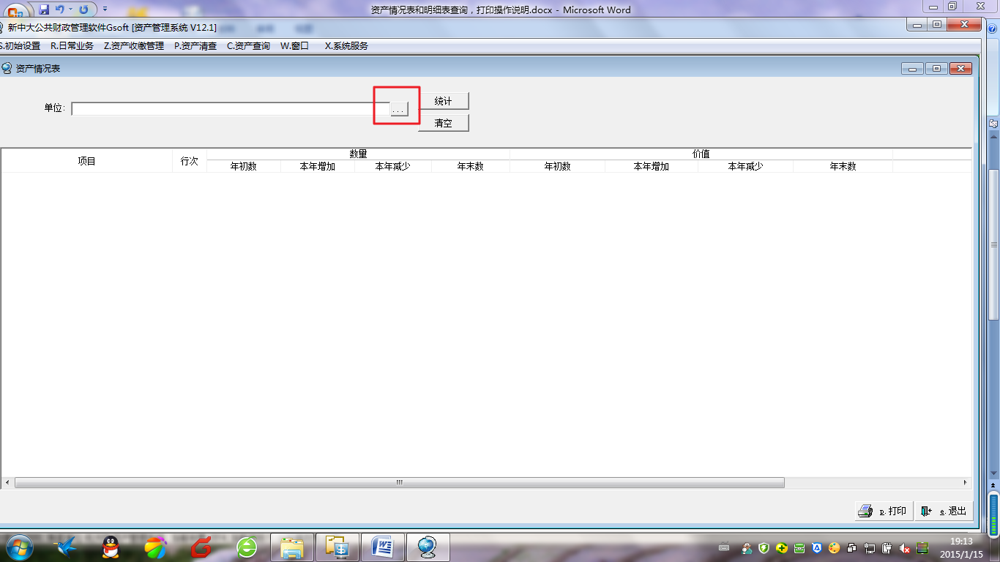 资产情况表和明细表查询，打印操作说明.docx - Microsoft Word
新中大公共财政管理软件Gsoft [资产管理系统 V12.1]
S.初始设置 R.日常业务 Z.资产收缴管理 P.资产清查 C.资产查询 W.窗口 X.系统服务
资产情况表
单位:
...
统计
清空
项目 行次 数量 价值
年初数 本年增加 本年减少 年末数 年初数 本年增加 本年减少 年末数
p. 打印 e. 退出
19:13
2015/1/15